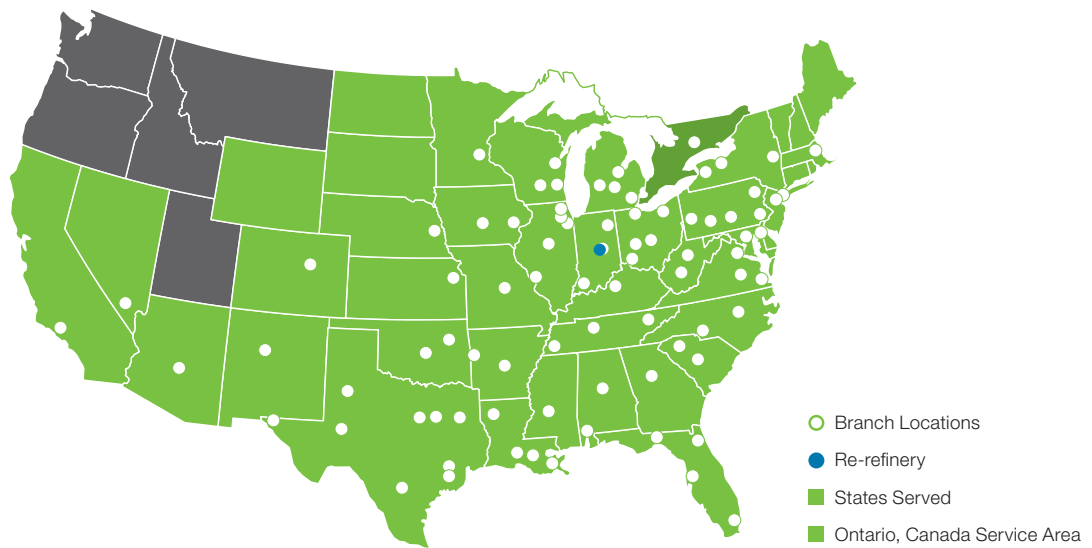 Branch Locations
Re-refinery
States Served
Ontario, Canada Service Area